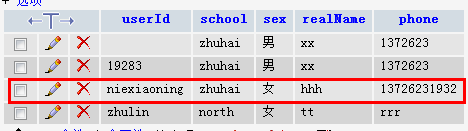 选项
userId school sex realName phone
zhuhai 男 xx 1372623
19283 zhuhai 男 xx 1372623
niexiaoning zhuhai 女 hhh 13726231932
zhulin north 女 tt rrr